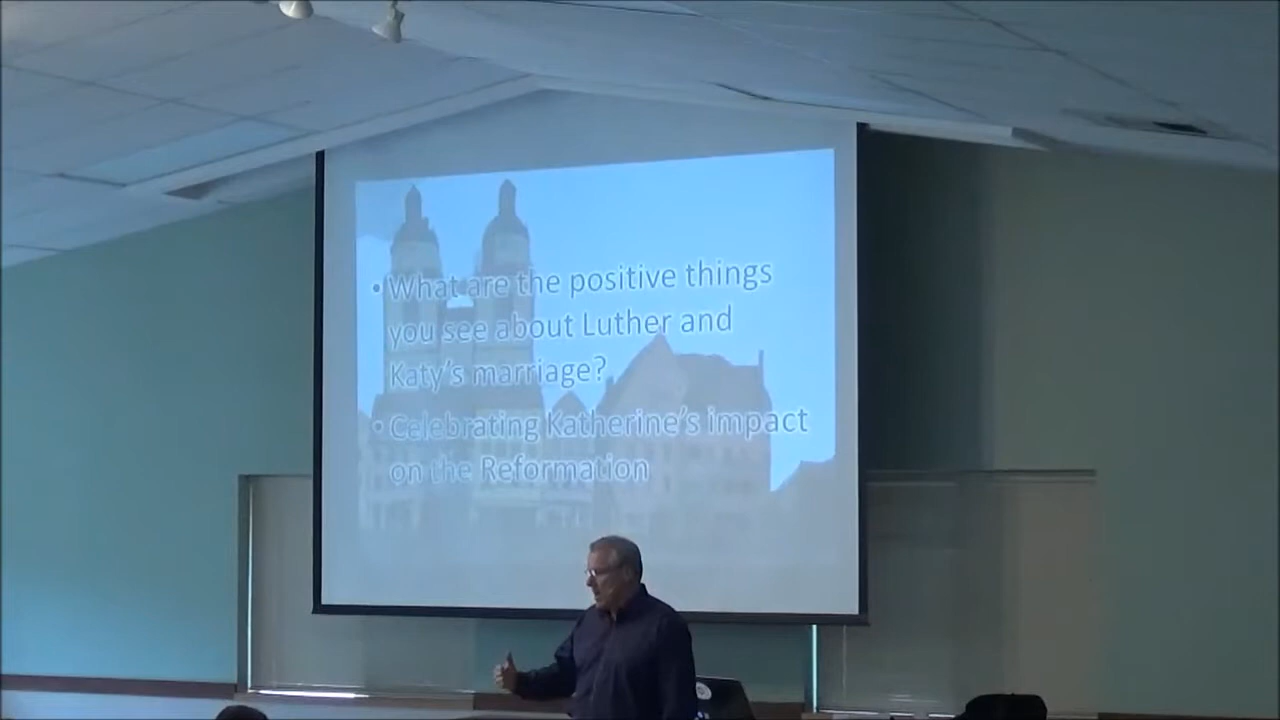 • What are the positive things
you see about Luther and
Katy's marriage?
• Celebrating Katherine's impact
on the Reformation